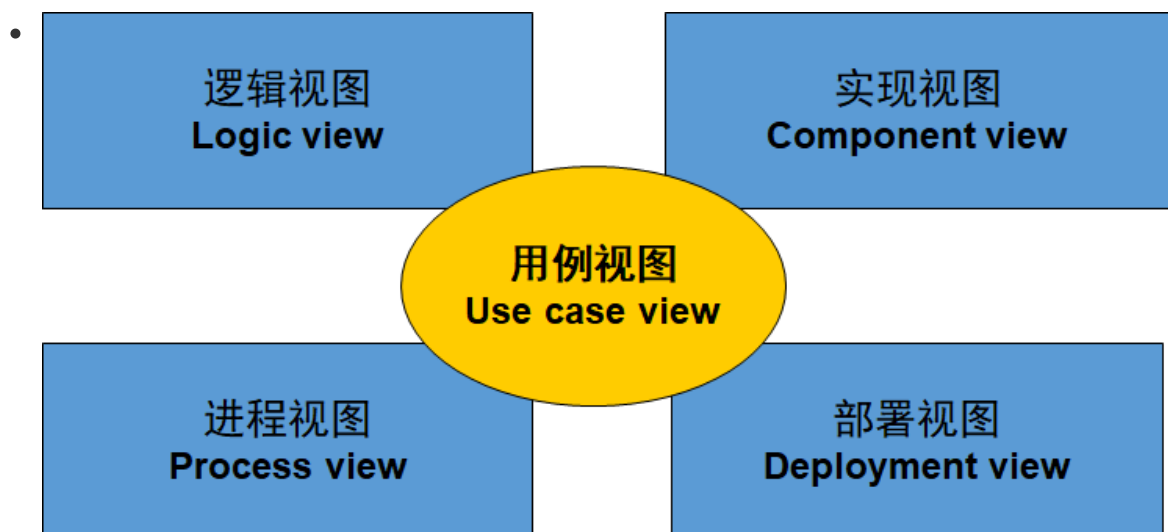 逻辑视图
Logic view
实现视图
Component view
用例视图
Use case view
进程视图
Process view
部署视图
Deployment view